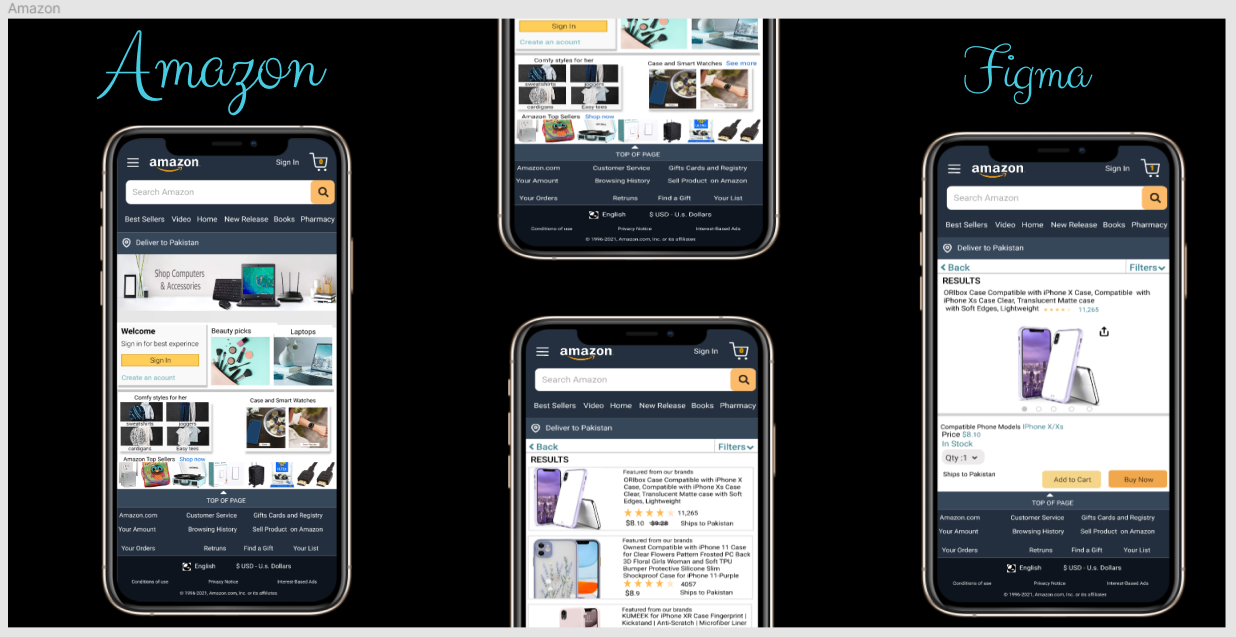 Amazon
Amazon
Figma
amazon
Sign In
0
Search Amazon
Best Sellers Video Home New Release Books Pharmacy
Deliver to Pakistan
Shop Computers
& Accessories
Welcome
Sign in for best experince
Sign In
Create an acount
Beauty picks
Laptops
Comfy styles for her
sweatshirts
joggers
cardigans
Easy tees
Case and Smart Watches
Amazon Top Sellers Shop now
TOP OF PAGE
Amazon.com Customer Service Gifts Cards and Registry
Your Amount Browsing History Sell Product on Amazon
Your Orders Retruns Find a Gift Your List
English $ USD - U.s. Dollars
Conditions of use Privacy Notice Interest-Based Ads
© 1996-2021, Amazon.com, Inc. or its affiliates
Sign In
Create an account
Comfy styles for her
sweatshirts
joggers
cardigans
Easy tees
Case and Smart Watches See more
Amazon Top Sellers Shop now
TOP OF PAGE
Amazon.com Customer Service Gifts Cards and Registry
Your Amount Browsing History Sell Product on Amazon
Your Orders Retruns Find a Gift Your List
English $ USD - U.s. Dollars
Conditions of use Privacy Notice Interest-Based Ads
© 1996-2021, Amazon.com, Inc. or its affiliates
amazon
Sign In
0
Search Amazon
Best Sellers Video Home New Release Books Pharmacy
Deliver to Pakistan
Back
Filters
RESULTS
Featured from our brands
ORIbox Case Compatible with iPhone X
Case, Compatible with iPhone Xs Case
Clear, Translucent Matte case with Soft
Edges, Lightweight
11,265
$8.10 $9.28 Ships to Pakistan
Featured from our brands
Ownest Compatible with iPhone 11 Case
for Clear Flowers Pattern Frosted PC Back
3D Floral Girls Woman and Soft TPU
Bumper Protective Silicone Slim
Shockproof Case for iPhone 11-Purple
4057
$8.9 Ships to Pakistan
Featured from our brands
KUMEEK for iPhone XR Case Fingerprint |
Kickstand | Anti-Scratch | Microfiber Liner
amazon
Sign In
1
Search Amazon
Best Sellers Video Home New Release Books Pharmacy
Deliver to Pakistan
Back
Filters
RESULTS
ORIbox Case Compatible with iPhone X Case, Compatible with
iPhone Xs Case Clear, Translucent Matte case
with Soft Edges, Lightweight 11,265
Compatible Phone Models IPhone X/Xs
Price $8.10
In Stock
Qty :1
Ships to Pakistan
Add to Cart
Buy Now
TOP OF PAGE
Amazon.com Customer Service Gifts Cards and Registry
Your Amount Browsing History Sell Product on Amazon
Your Orders Retruns Find a Gift Your List
English $ USD - U.s. Dollars
Conditions of use Privacy Notice Interest-Based Ads
© 1996-2021, Amazon.com, Inc. or its affiliates